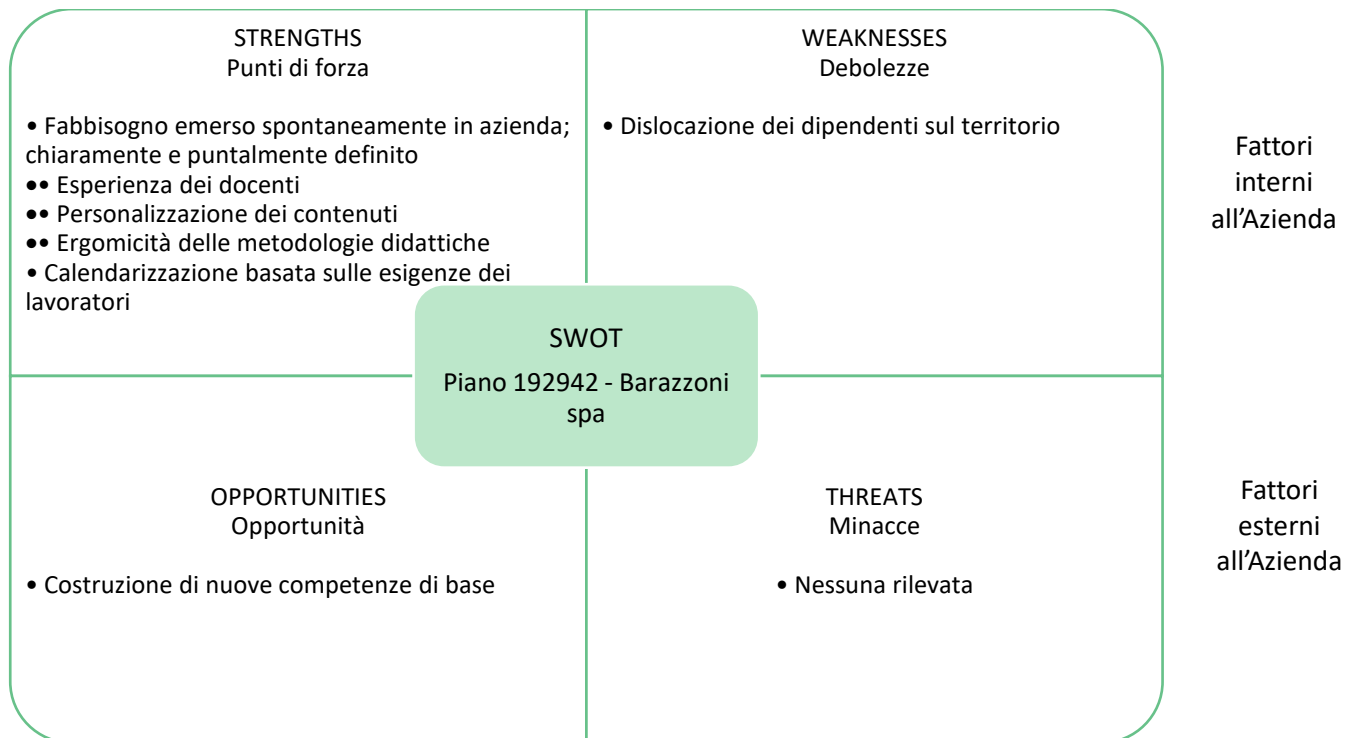 STRENGTHS
Punti di forza
• Fabbisogno emerso spontaneamente in azienda;
chiaramente e puntalmente definito
•• Esperienza dei docenti
•• Personalizzazione dei contenuti
•• Ergomicità delle metodologie didattiche
• Calendarizzazione basata sulle esigenze dei
lavoratori
WEAKNESSES
Debolezze
• Dislocazione dei dipendenti sul territorio
Fattori
interni
all'Azienda
SWOT
Piano 192942 - Barazzoni
spa
OPPORTUNITIES
Opportunità
• Costruzione di nuove competenze di base
THREATS
Minacce
• Nessuna rilevata
Fattori
esterni
all'Azienda